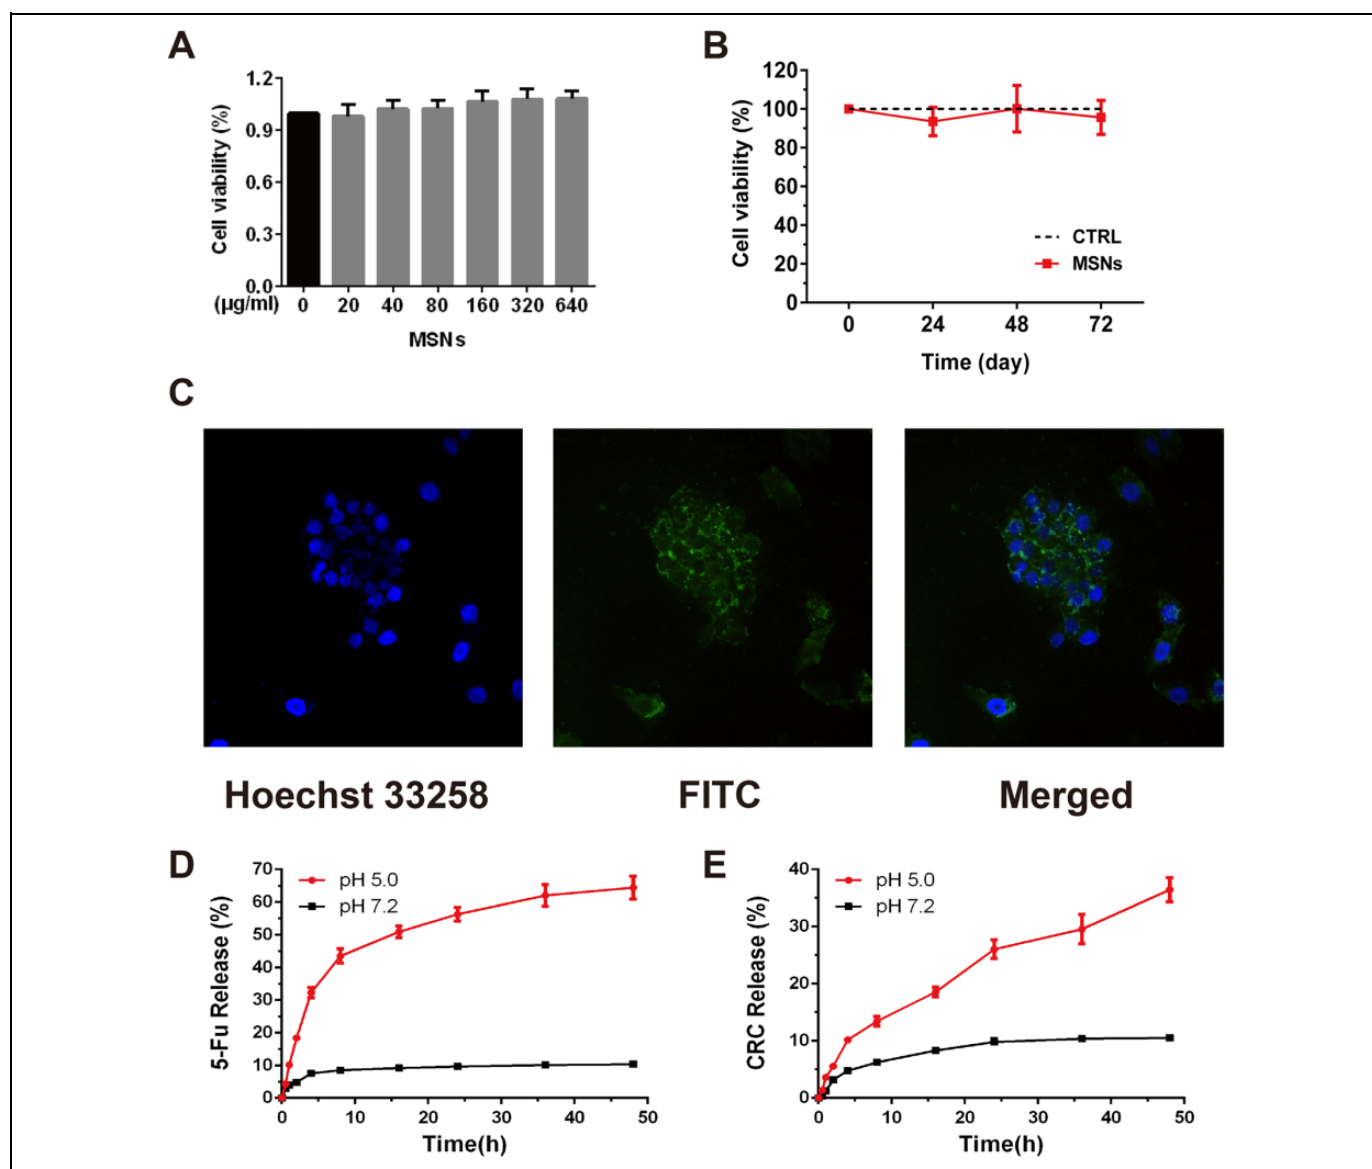 A
Cell viability (%)
1.2
0.9
0.6
0.3
0.0
(µg/ml) 0 20 40 80 160 320 640
MSNs
B
Cell viability (%)
120
100
80
60
40
20
0
CTRL
MSNs
0 24 48 72
Time (day)
C
Hoechst 33258 FITC Merged
D
5-Fu Release (%)
70
60
50
40
30
20
10
0
pH 5.0
pH 7.2
0 10 20 30 40 50
Time(h)
E
CRC Release (%)
40
30
20
10
0
pH 5.0
pH 7.2
0 10 20 30 40 50
Time(h)